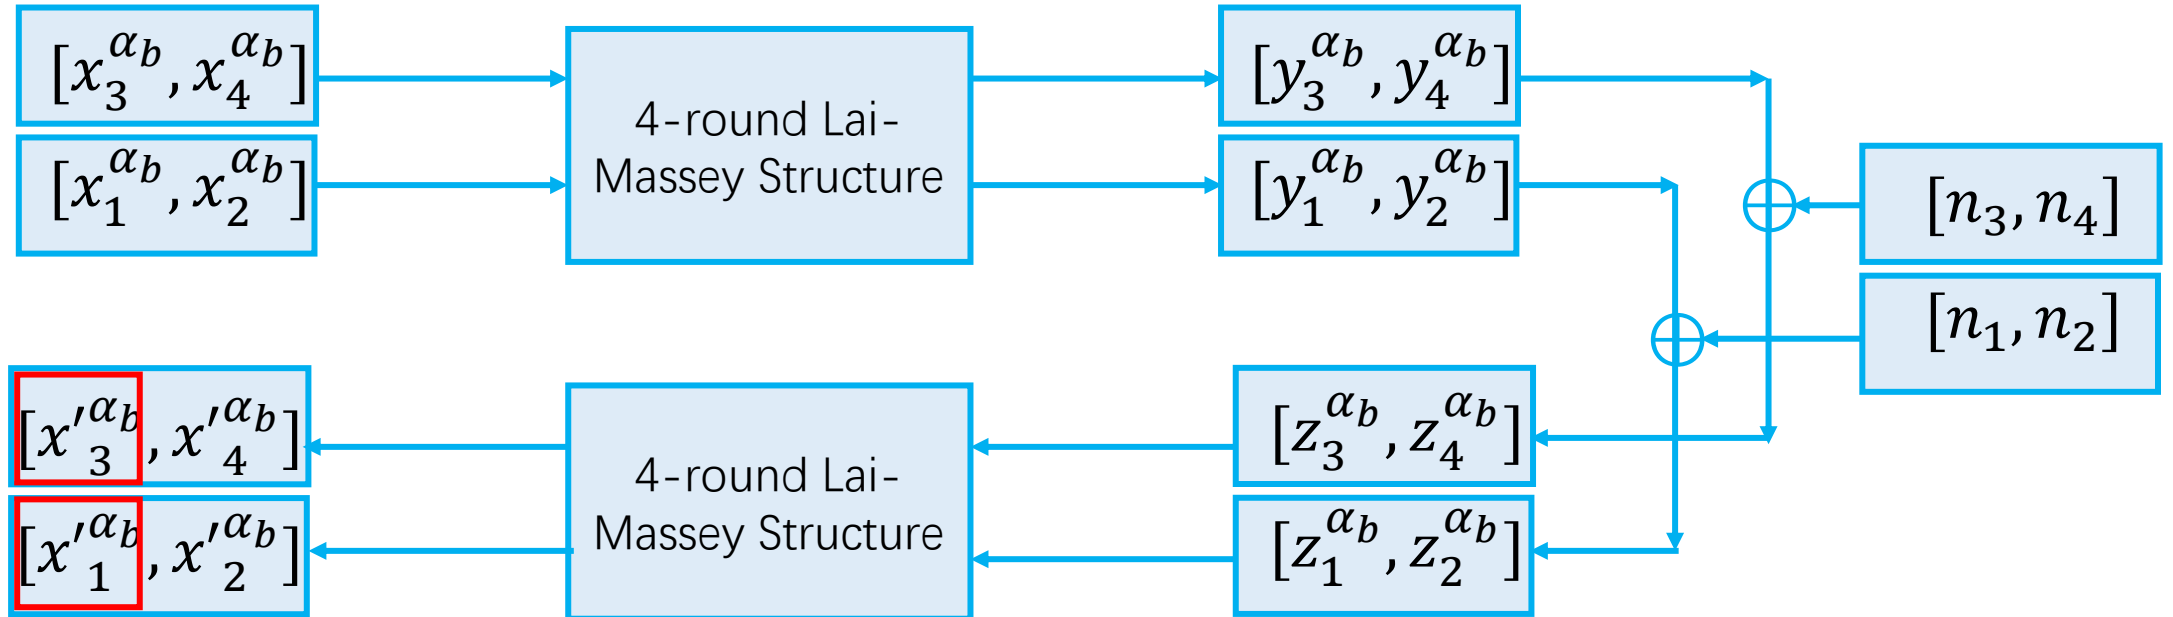 [x_3^{α_b}, x_4^{α_b}]
[x_1^{α_b}, x_2^{α_b}]
4-round Lai-
Massey Structure
[y_3^{α_b}, y_4^{α_b}]
[y_1^{α_b}, y_2^{α_b}]
[n_3, n_4]
[n_1, n_2]
[x'_3^{α_b}, x'_4^{α_b}]
[x'_1^{α_b}, x'_2^{α_b}]
4-round Lai-
Massey Structure
[z_3^{α_b}, z_4^{α_b}]
[z_1^{α_b}, z_2^{α_b}]